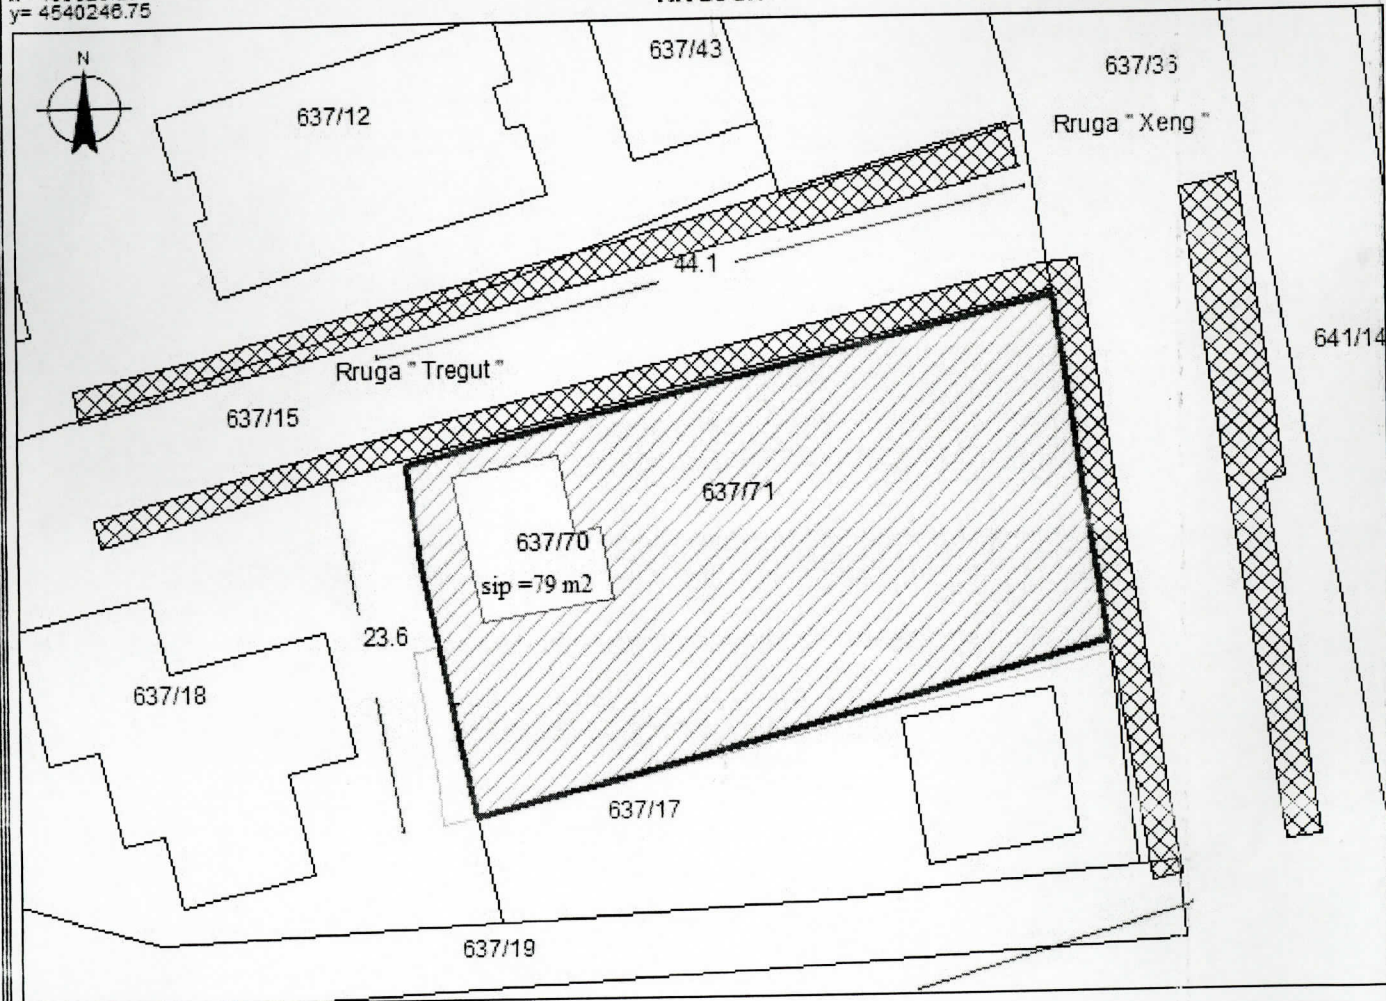 y= 4540246.75
N
637/43
637/36
637/12
Rruga " Xeng "
44.1
641/14
Rruga " Tregut "
637/15
637/71
637/70
sip =79 m2
23.6
637/18
637/17
637/19